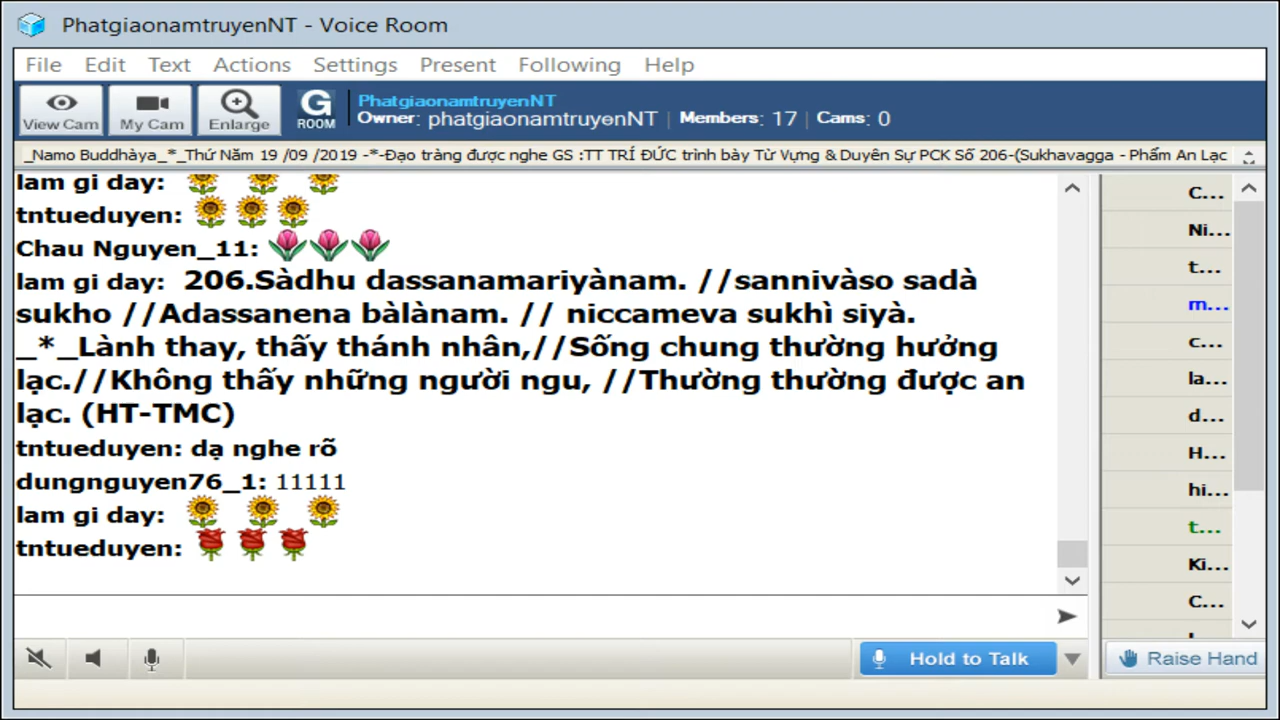 PhatgiaonamtruyenNT - Voice Room
File Edit Text Actions Settings Present Following Help
View Cam My Cam Enlarge G ROOM
PhatgiaonamtruyenNT
Owner: phatgiaonamtruyenNT Members: 17 Cams: 0
_Namo Buddhàya_*_Thứ Năm 19 /09 /2019 -*-Đạo tràng được nghe GS :TT TRÍ ĐỨC trình bày Từ Vựng & Duyên Sự PCK Số 206-(Sukhavagga - Phẩm An Lạc
lam gi day:
tntueduyen:
Chau Nguyen_11:
lam gi day: 206.Sàdhu dassanamariyànam. //sannivàso sadà
sukho //Adassanena bàlànam. // niccameva sukhì siyà.
_*_Lành thay, thấy thánh nhân,//Sống chung thường hưởng
lạc.//Không thấy những người ngu, //Thường thường được an
lạc. (HT-TMC)
tntueduyen: dạ nghe rõ
dungnguyen76_1: 11111
lam gi day:
tntueduyen:
C...
Ni...
t...
m...
c...
la...
d...
H...
hi...
t...
Ki...
C...
Hold to Talk
Raise Hand